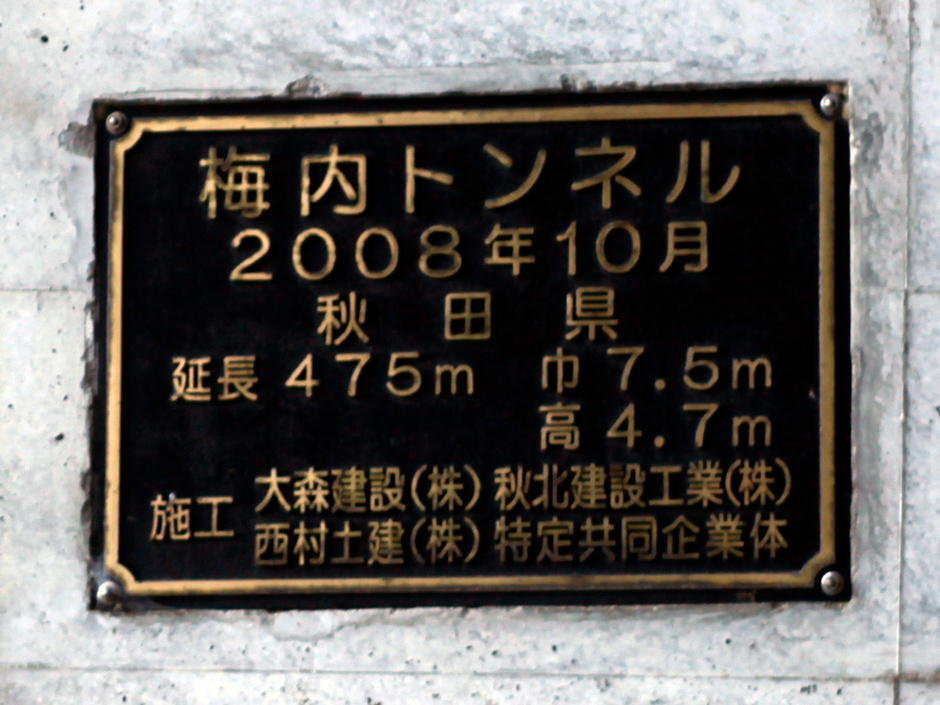 梅内トンネル
2008年10月
秋田県
延長 475m 巾 7.5m
高 4.7m
施工 大森建設(株) 秋北建設工業(株)
西村土建(株) 特定共同企業体